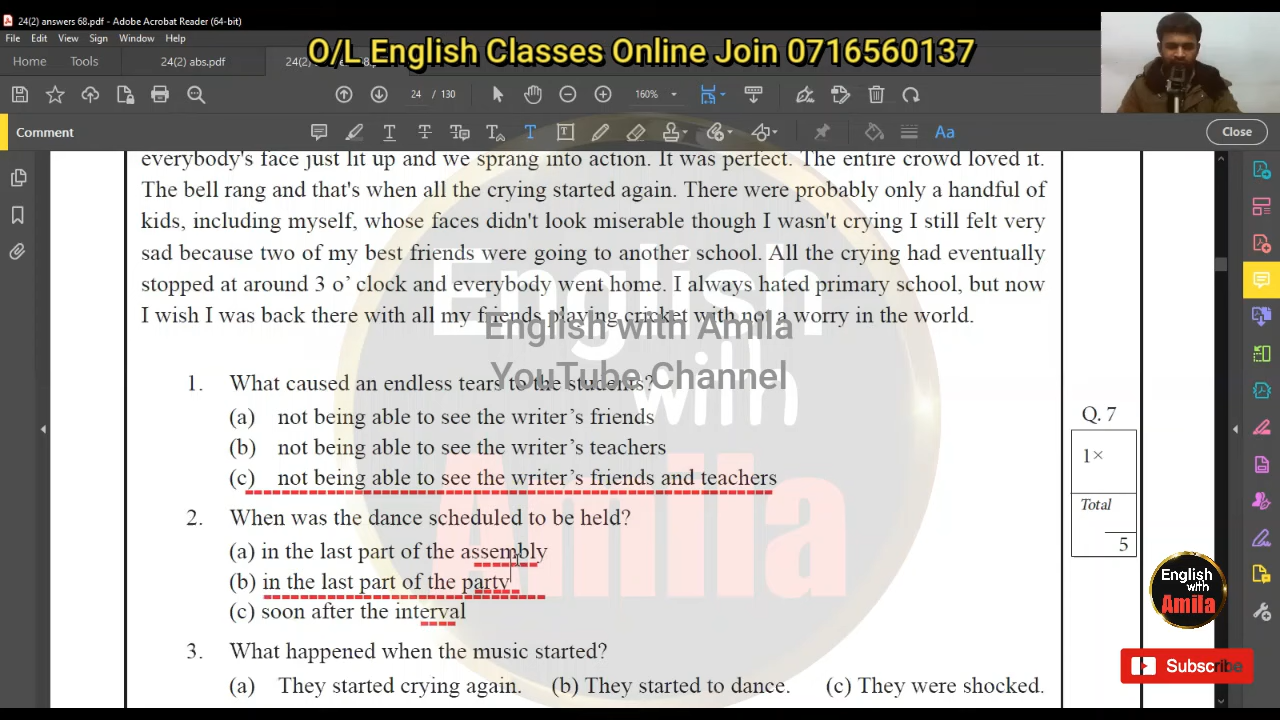 24(2) answers 68.pdf - Adobe Acrobat Reader (64-bit)
File Edit View Sign Window Help
O/L English Classes Online Join 0716560137
Home Tools 24(2) abs.pdf
24 / 130 160%
Comment
Close
everybody's face just lit up and we sprang into action. It was perfect. The entire crowd loved it.
The bell rang and that's when all the crying started again. There were probably only a handful of
kids, including myself, whose faces didn't look miserable though I wasn't crying I still felt very
sad because two of my best friends were going to another school. All the crying had eventually
stopped at around 3 o' clock and everybody went home. I always hated primary school, but now
I wish I was back there with all my friends playing cricket with not a worry in the world.
English with Amila
YouTube Channel
English
with
Amila
1. What caused an endless tears to the students?
(a) not being able to see the writer's friends
(b) not being able to see the writer's teachers
(c) not being able to see the writer's friends and teachers
2. When was the dance scheduled to be held?
(a) in the last part of the assembly
(b) in the last part of the party
(c) soon after the interval
3. What happened when the music started?
(a) They started crying again. (b) They started to dance. (c) They were shocked.
Q. 7
1×
Total
5
English
with
Amila
Subscribe